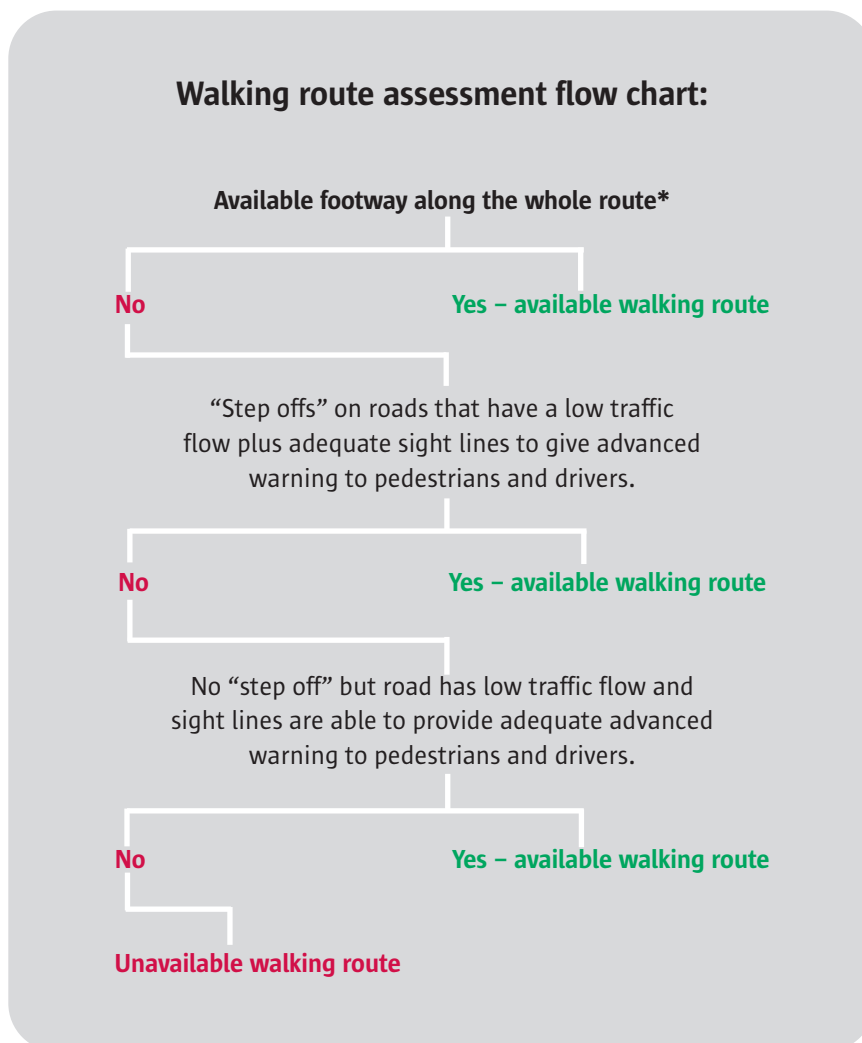 Walking route assessment flow chart:
Available footway along the whole route*
No
Yes – available walking route
“Step offs” on roads that have a low traffic
flow plus adequate sight lines to give advanced
warning to pedestrians and drivers.
No
Yes – available walking route
No “step off” but road has low traffic flow and
sight lines are able to provide adequate advanced
warning to pedestrians and drivers.
No
Yes – available walking route
Unavailable walking route